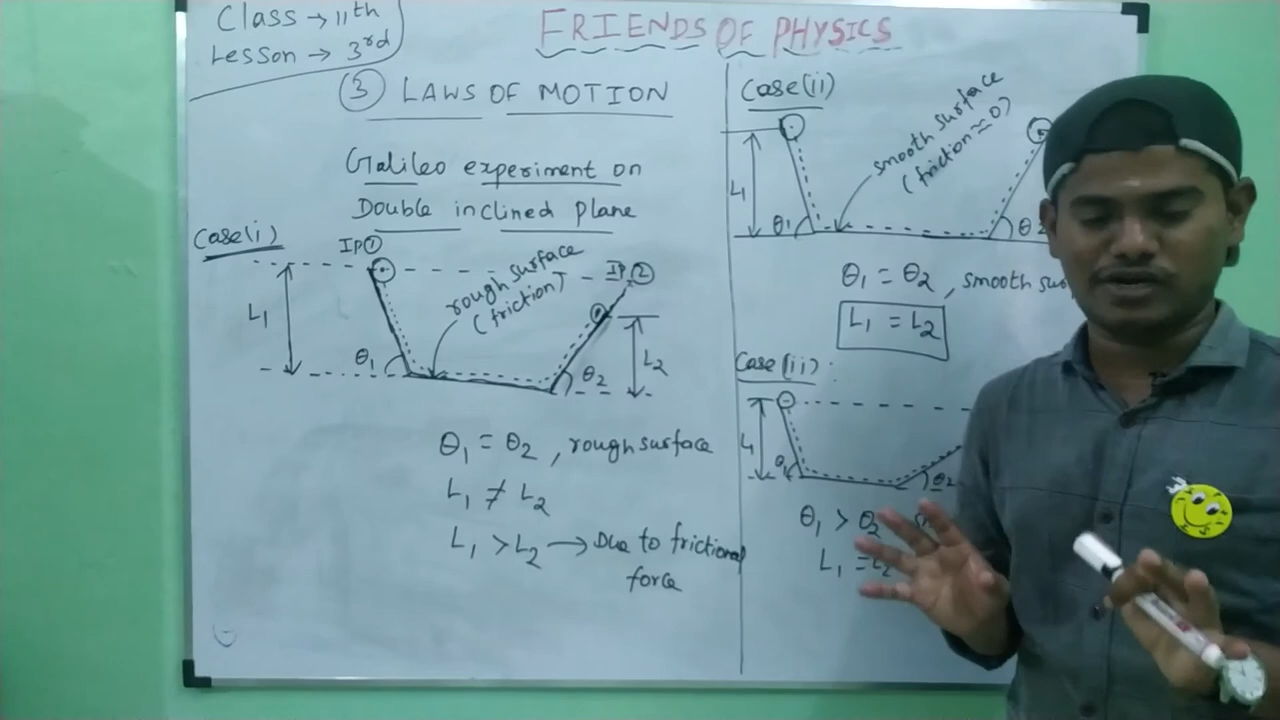 Class → 11th
Lesson → 3rd
FRIENDS OF PHYSICS
③ LAWS OF MOTION
Galileo experiment on
Double inclined plane
Case(i)
IP①
rough surface
(friction)
IP②
L₁
θ₁
θ₂
L₂
θ₁ = θ₂ , rough surface
L₁ ≠ L₂
L₁ > L₂ → Due to frictional
force
Case(ii)
smooth surface
(friction ≈ 0)
L₁
θ₁
θ₂
θ₁ = θ₂ , smooth
L₁ = L₂
Case(ii) :
L₁
θ₁
θ₂
θ₁ > θ₂
L₁ = L₂